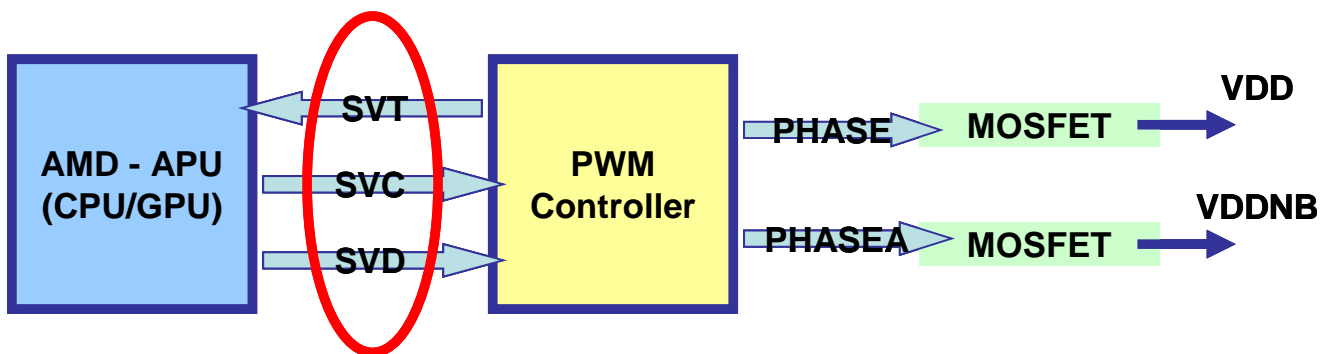 AMD - APU
(CPU/GPU)
SVT
SVC
SVD
PWM
Controller
PHASE
MOSFET
VDD
PHASEA
MOSFET
VDDNB